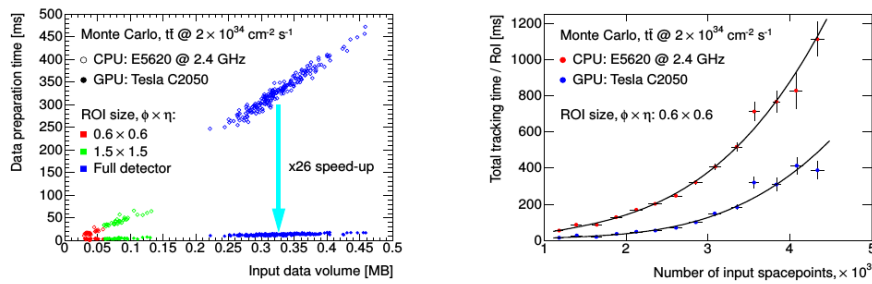 Data preparation time [ms]
500
450
400
350
300
250
200
150
100
50
0
Monte Carlo, tt̄ @ 2 × 10³⁴ cm⁻² s⁻¹
CPU: E5620 @ 2.4 GHz
GPU: Tesla C2050
ROI size, ϕ × η:
0.6 × 0.6
1.5 × 1.5
Full detector
x26 speed-up
0 0.05 0.1 0.15 0.2 0.25 0.3 0.35 0.4 0.45 0.5
Input data volume [MB]
Total tracking time / RoI [ms]
1200
1000
800
600
400
200
0
Monte Carlo, tt̄ @ 2 × 10³⁴ cm⁻² s⁻¹
CPU: E5620 @ 2.4 GHz
GPU: Tesla C2050
ROI size, ϕ × η: 0.6 × 0.6
1 2 3 4 5
Number of input spacepoints, × 10³